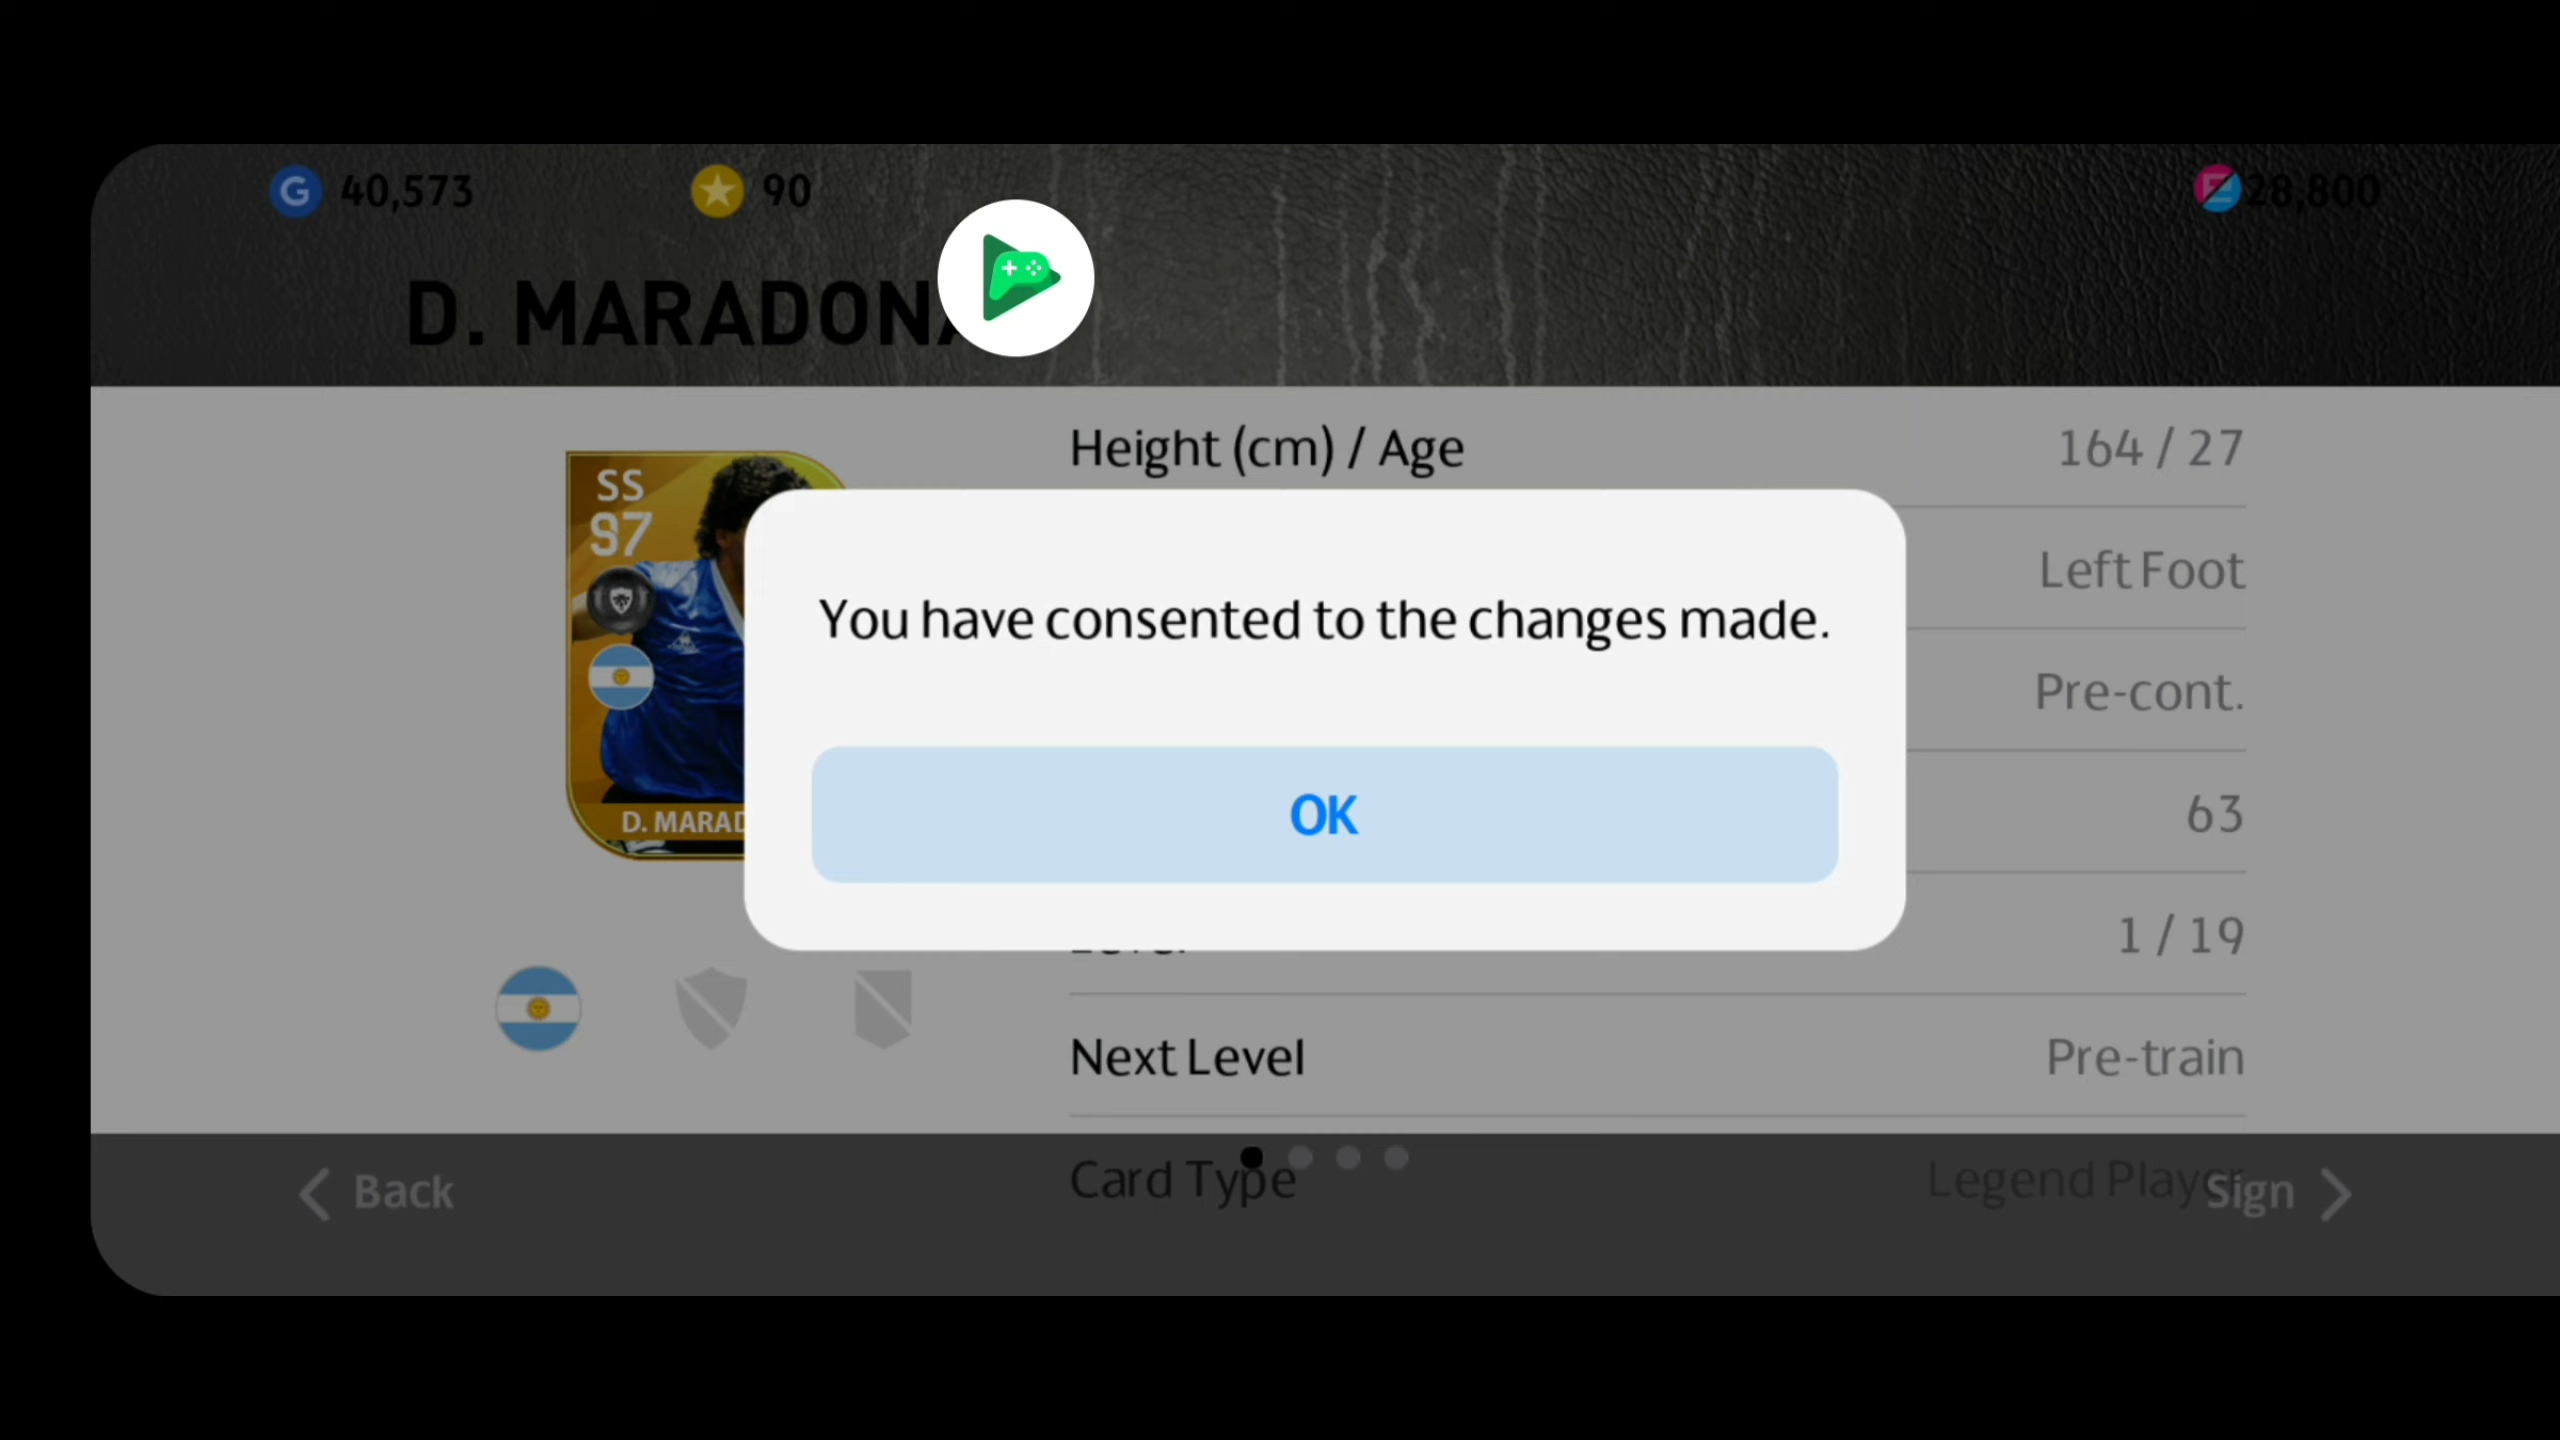 40,573
90
28,800
D. MARADONA
Height (cm) / Age
164 / 27
SS
97
Left Foot
You have consented to the changes made.
Pre-cont.
OK
63
D. MARAD
1 / 19
Next Level
Pre-train
Card Type
Legend Player
Back
Sign